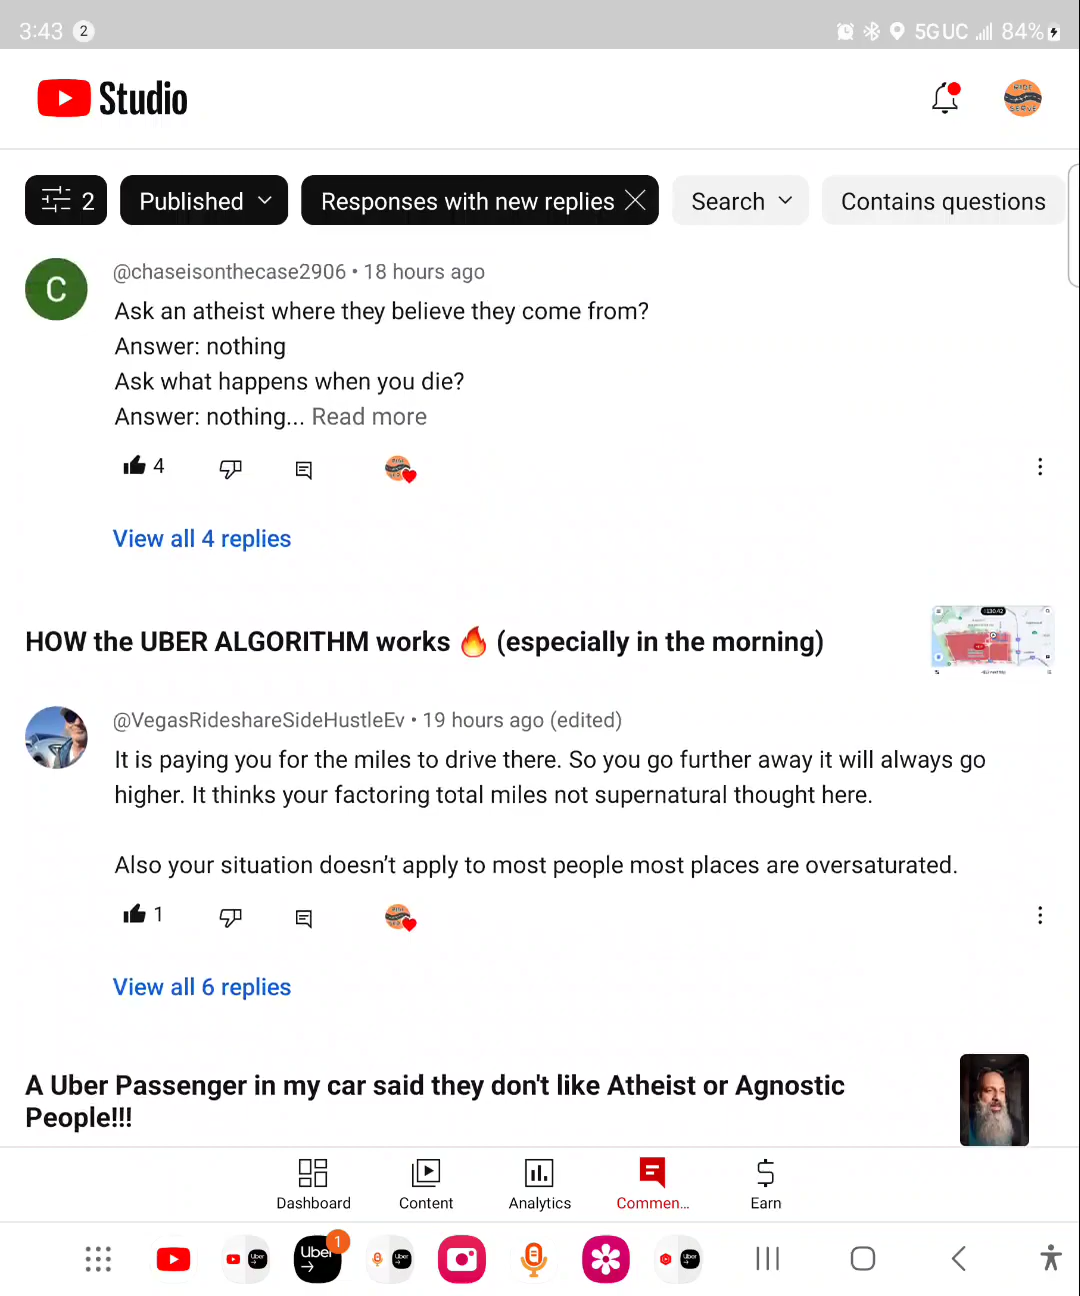 3:43 2 5G UC 84%
Studio
2 Published Responses with new replies Search Contains questions
C
@chaseisonthecase2906 • 18 hours ago
Ask an atheist where they believe they come from?
Answer: nothing
Ask what happens when you die?
Answer: nothing... Read more
4
View all 4 replies
HOW the UBER ALGORITHM works 🔥 (especially in the morning)
@VegasRideshareSideHustleEv • 19 hours ago (edited)
It is paying you for the miles to drive there. So you go further away it will always go
higher. It thinks your factoring total miles not supernatural thought here.
Also your situation doesn’t apply to most people most places are oversaturated.
1
View all 6 replies
A Uber Passenger in my car said they don't like Atheist or Agnostic
People!!!
Dashboard Content Analytics Commen... Earn
Uber 1 Uber Uber Uber